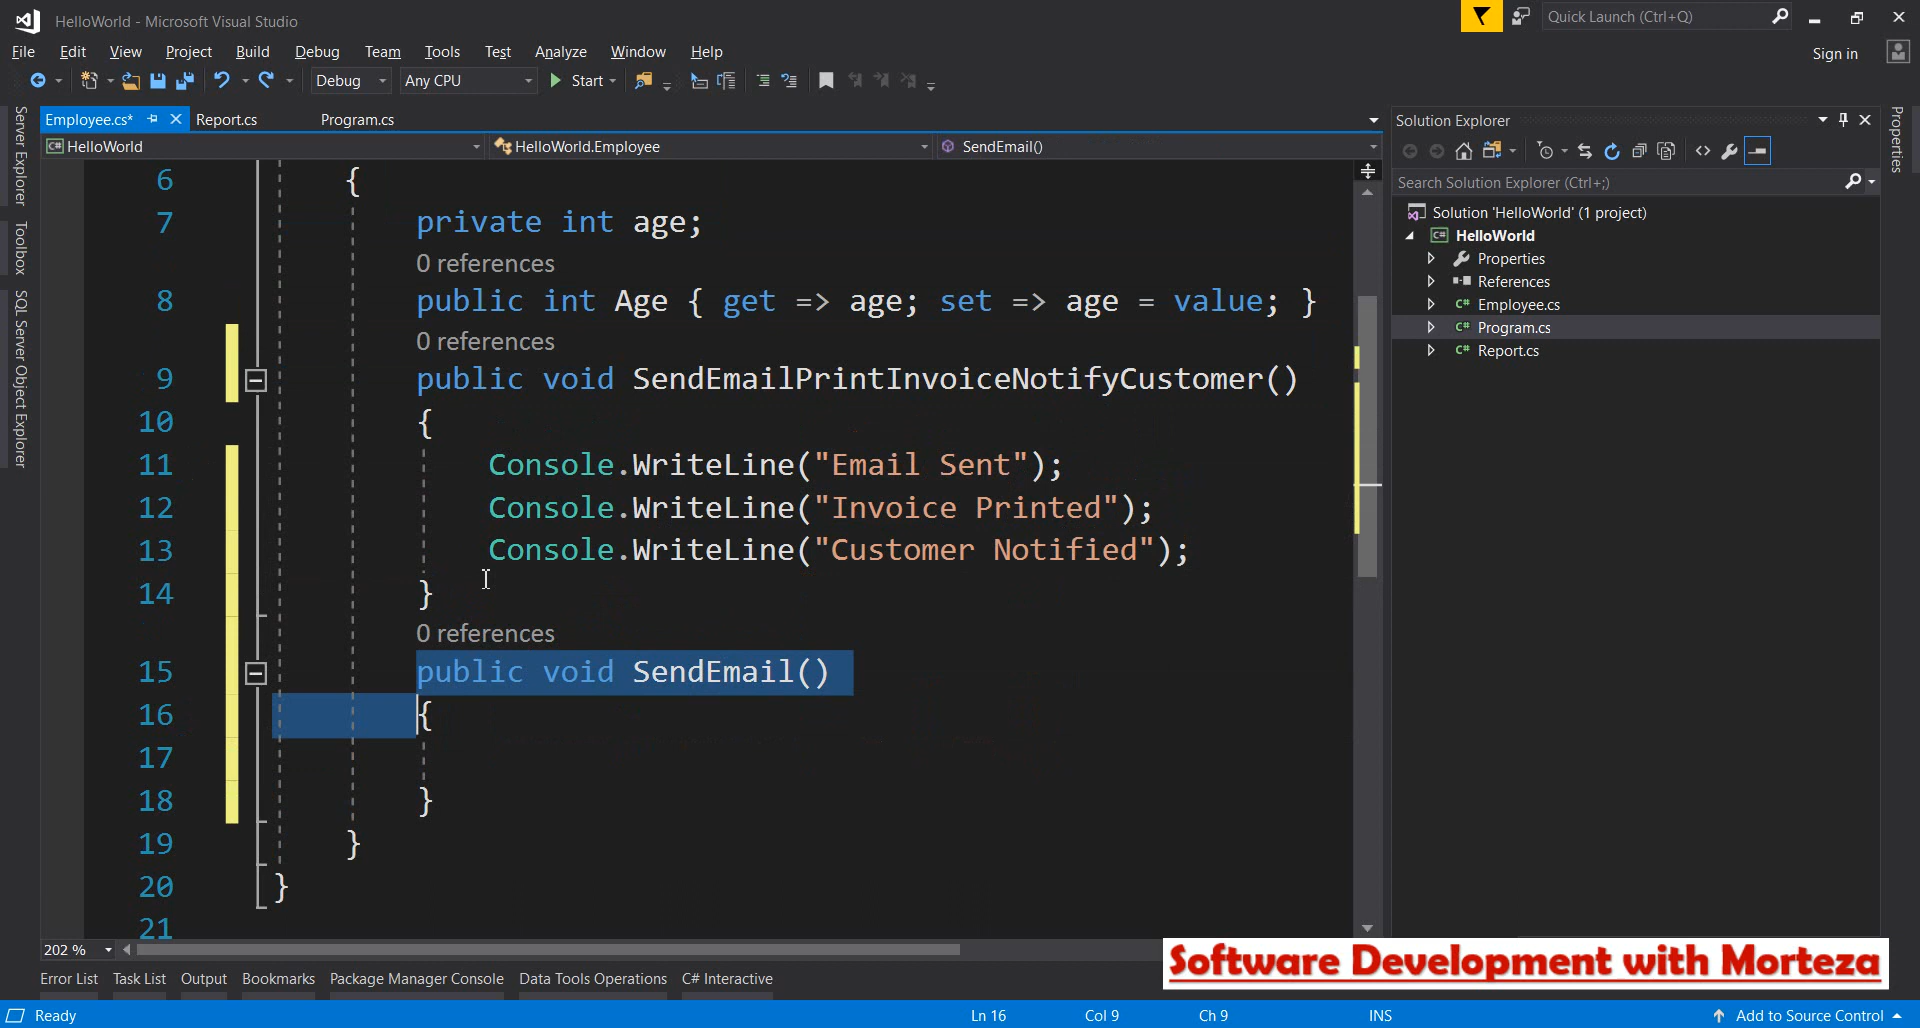 HelloWorld - Microsoft Visual Studio
Quick Launch (Ctrl+Q)
File Edit View Project Build Debug Team Tools Test Analyze Window Help
Sign in
Debug Any CPU Start
Server Explorer
Toolbox
SQL Server Object Explorer
Employee.cs* Report.cs Program.cs
C# HelloWorld HelloWorld.Employee SendEmail()
6 {
7 private int age;
0 references
8 public int Age { get => age; set => age = value; }
0 references
9 public void SendEmailPrintInvoiceNotifyCustomer()
10 {
11 Console.WriteLine("Email Sent");
12 Console.WriteLine("Invoice Printed");
13 Console.WriteLine("Customer Notified");
14 }
0 references
15 public void SendEmail()
16 {
17
18 }
19 }
20 }
21
202 %
Solution Explorer
Search Solution Explorer (Ctrl+;)
Solution 'HelloWorld' (1 project)
C# HelloWorld
Properties
References
C# Employee.cs
C# Program.cs
C# Report.cs
Properties
Software Development with Morteza
Error List Task List Output Bookmarks Package Manager Console Data Tools Operations C# Interactive
Ready Ln 16 Col 9 Ch 9 INS Add to Source Control